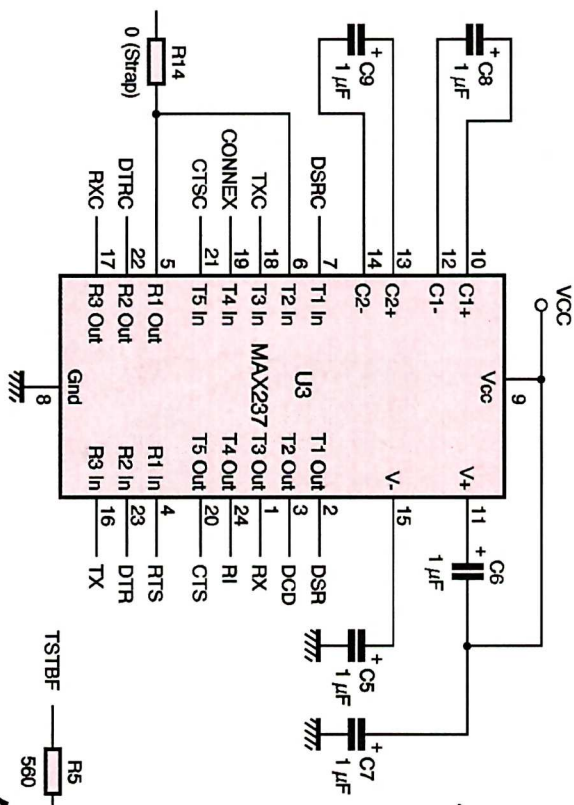 VCC
C8
+
1 µF
C9
+
1 µF
R14
0 (Strap)
10
12
13
14
C1+
C1-
C2+
C2-
Vcc
9
V+
11
V-
15
C6
+
1 µF
C5
+
1 µF
C7
+
1 µF
U3
MAX237
DSRC 7 T1 In
6 T2 In
TXC 18 T3 In
CONNEX 19 T4 In
CTSC 21 T5 In
5 R1 Out
DTRC 22 R2 Out
RXC 17 R3 Out
T1 Out 2 DSR
T2 Out 3 DCD
T3 Out 1 RX
T4 Out 24 RI
T5 Out 20 CTS
R1 In 4 RTS
R2 In 23 DTR
R3 In 16 TX
Gnd
8
TSTBF
R5
560